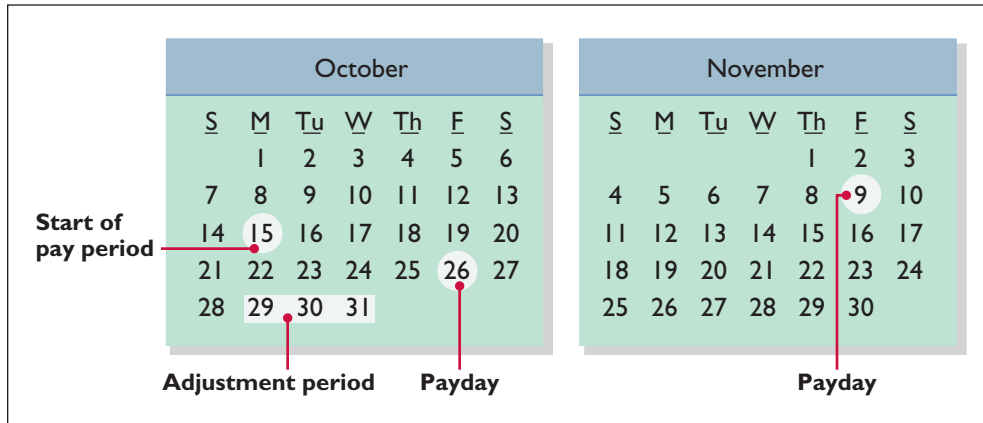 October
S M Tu W Th F S
1 2 3 4 5 6
7 8 9 10 11 12 13
14 15 16 17 18 19 20
21 22 23 24 25 26 27
28 29 30 31
Start of
pay period
Adjustment period
Payday
November
S M Tu W Th F S
1 2 3
4 5 6 7 8 9 10
11 12 13 14 15 16 17
18 19 20 21 22 23 24
25 26 27 28 29 30
Payday